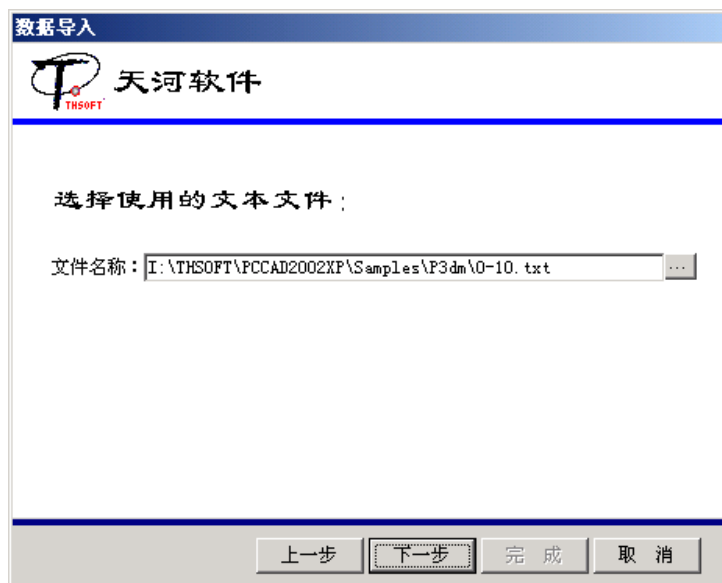 数据导入
T
THSOFT
天河软件
选择使用的文本文件：
文件名称：I:\THSOFT\PCCAD2002XP\Samples\P3dm\0-10.txt ...
上一步 下一步 完成 取消